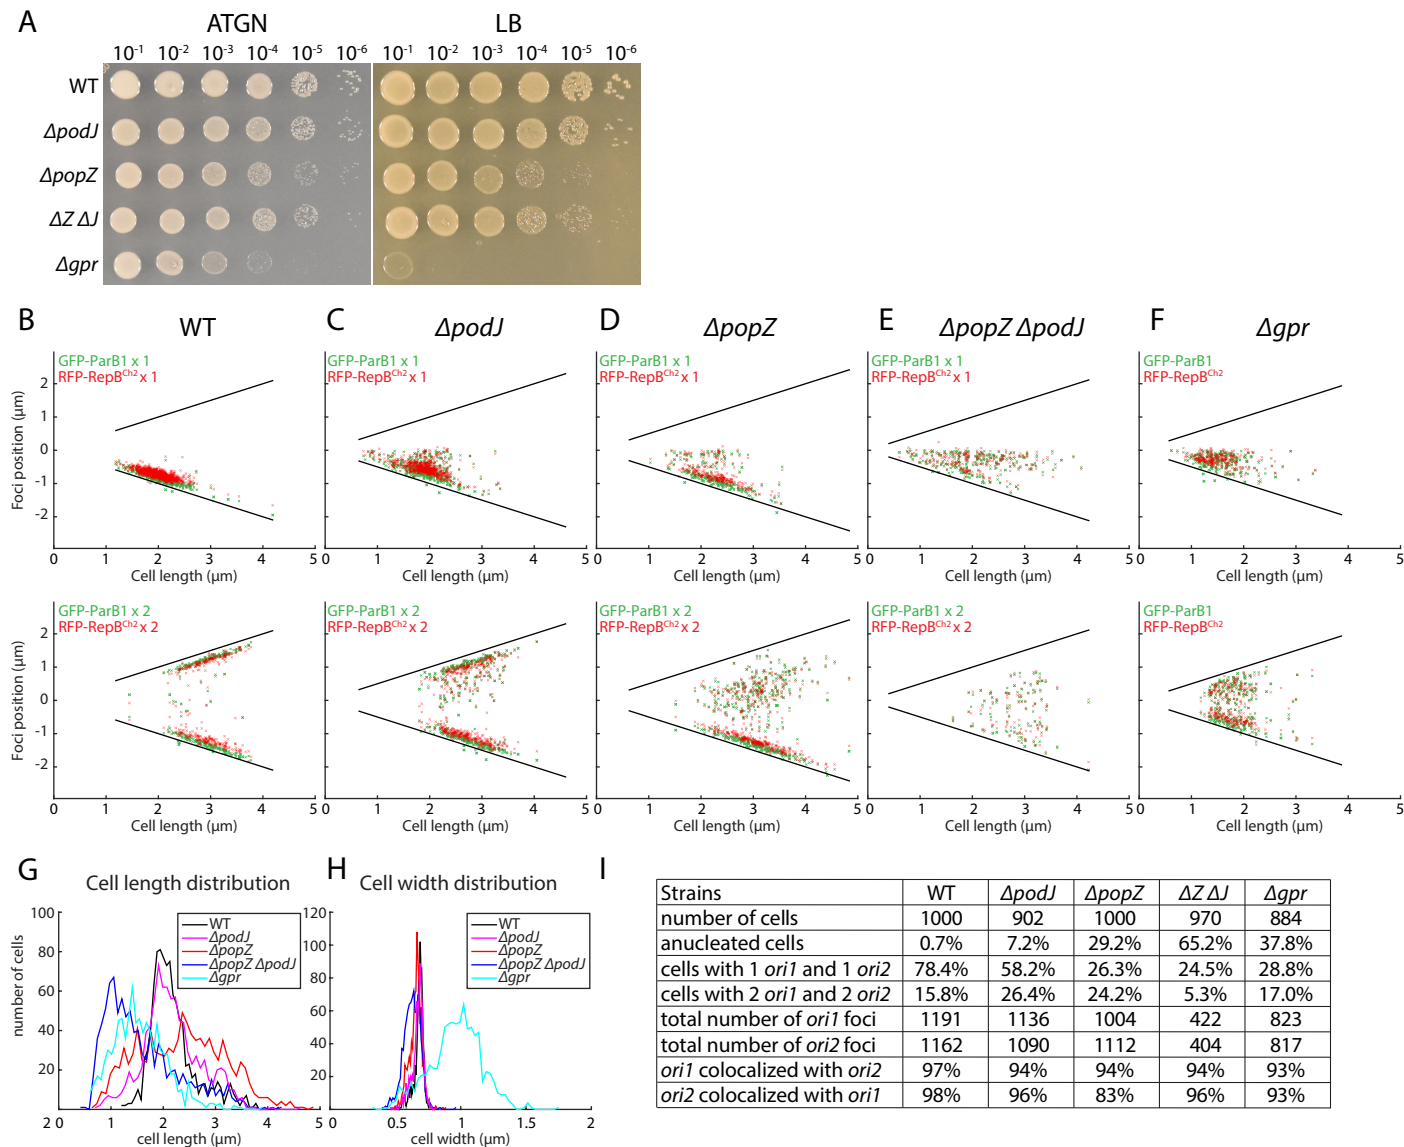 A
ATGN
LB
10-1 10-2 10-3 10-4 10-5 10-6 10-1 10-2 10-3 10-4 10-5 10-6
WT
ΔpodJ
ΔpopZ
ΔZ ΔJ
Δgpr
B WT C ΔpodJ D ΔpopZ E ΔpopZ ΔpodJ F Δgpr
GFP-ParB1 x 1 GFP-ParB1 x 1 GFP-ParB1 x 1 GFP-ParB1 x 1 GFP-ParB1
RFP-RepBCh2 x 1 RFP-RepBCh2 x 1 RFP-RepBCh2 x 1 RFP-RepBCh2 x 1 RFP-RepBCh2
Foci position (μm)
2
1
0
-1
-2
0 1 2 3 4 5 0 1 2 3 4 5 0 1 2 3 4 5 0 1 2 3 4 5 0 1 2 3 4 5
Cell length (μm) Cell length (μm) Cell length (μm) Cell length (μm) Cell length (μm)
GFP-ParB1 x 2 GFP-ParB1 x 2 GFP-ParB1 x 2 GFP-ParB1 x 2 GFP-ParB1
RFP-RepBCh2 x 2 RFP-RepBCh2 x 2 RFP-RepBCh2 x 2 RFP-RepBCh2 x 2 RFP-RepBCh2
Foci position (μm)
2
1
0
-1
-2
0 1 2 3 4 5 0 1 2 3 4 5 0 1 2 3 4 5 0 1 2 3 4 5 0 1 2 3 4 5
Cell length (μm) Cell length (μm) Cell length (μm) Cell length (μm) Cell length (μm)
G
Cell length distribution
number of cells
100
80
60
40
20
WT
ΔpodJ
ΔpopZ
ΔpopZ ΔpodJ
Δgpr
2 0 1 2 3 4 5
cell length (μm)
H
Cell width distribution
120
100
80
60
40
20
WT
ΔpodJ
ΔpopZ
ΔpopZ ΔpodJ
Δgpr
0 0.5 1 1.5 2
cell width (μm)
I
Strains WT ΔpodJ ΔpopZ ΔZ ΔJ Δgpr
number of cells 1000 902 1000 970 884
anucleated cells 0.7% 7.2% 29.2% 65.2% 37.8%
cells with 1 ori1 and 1 ori2 78.4% 58.2% 26.3% 24.5% 28.8%
cells with 2 ori1 and 2 ori2 15.8% 26.4% 24.2% 5.3% 17.0%
total number of ori1 foci 1191 1136 1004 422 823
total number of ori2 foci 1162 1090 1112 404 817
ori1 colocalized with ori2 97% 94% 94% 94% 93%
ori2 colocalized with ori1 98% 96% 83% 96% 93%